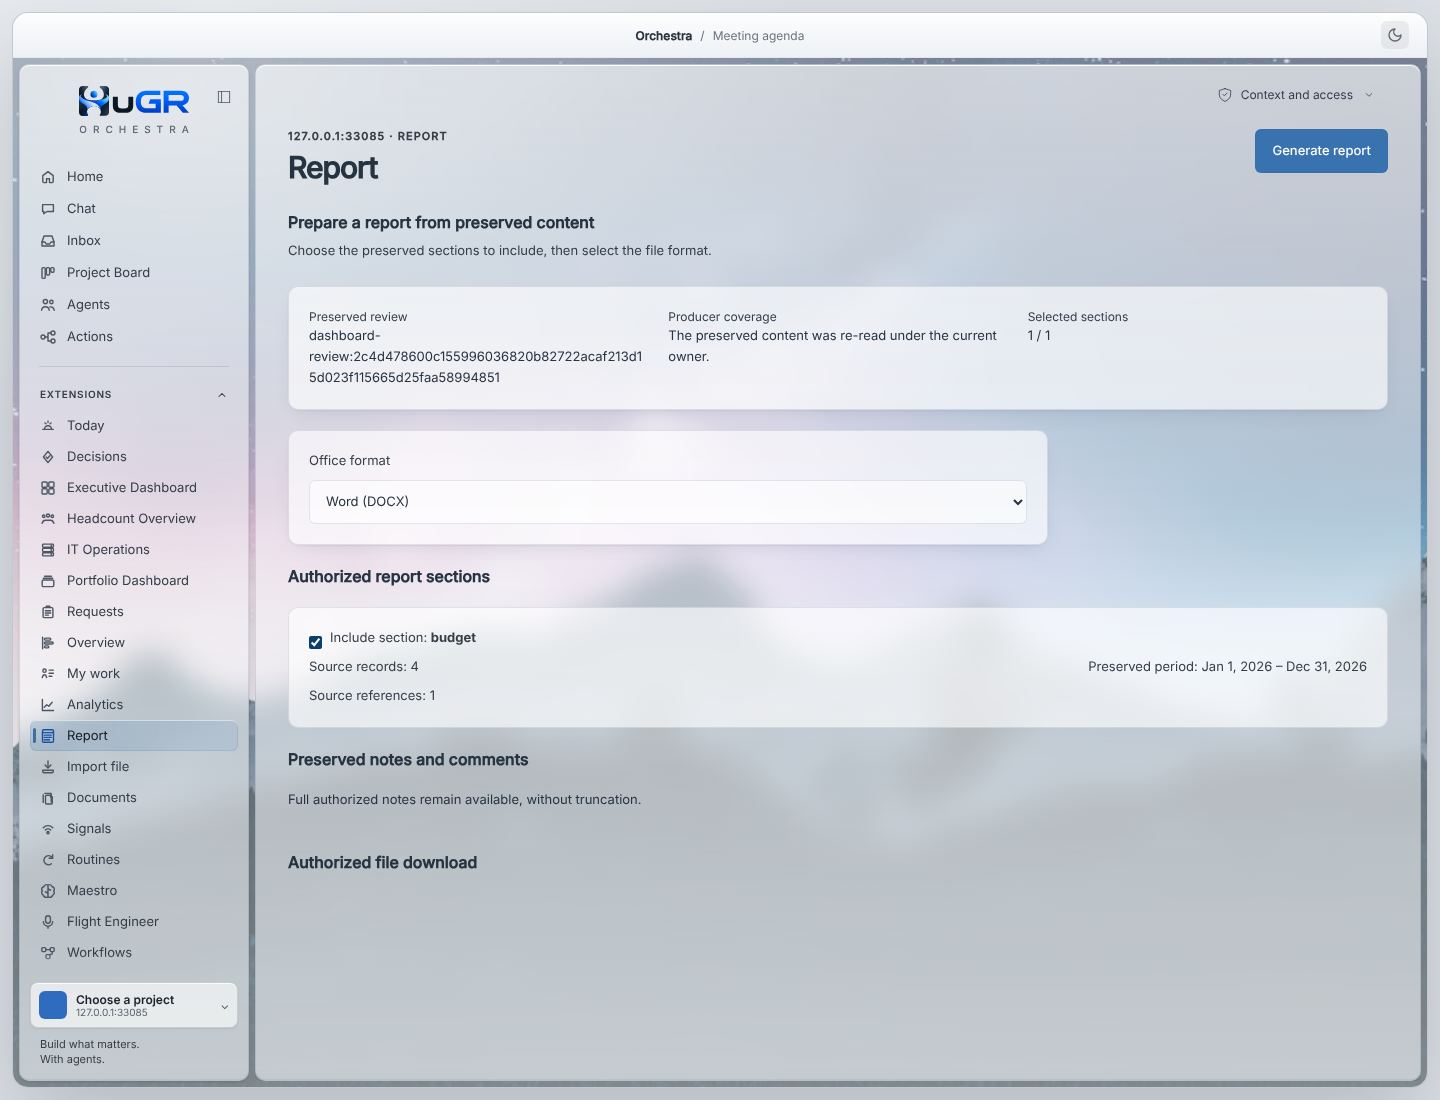 Orchestra / Meeting agenda
HuGR
ORCHESTRA
Home
Chat
Inbox
Project Board
Agents
Actions
EXTENSIONS
Today
Decisions
Executive Dashboard
Headcount Overview
IT Operations
Portfolio Dashboard
Requests
Overview
My work
Analytics
Report
Import file
Documents
Signals
Routines
Maestro
Flight Engineer
Workflows
Choose a project
127.0.0.1:33085
Build what matters.
With agents.
Context and access
127.0.0.1:33085 · REPORT
Report
Generate report
Prepare a report from preserved content
Choose the preserved sections to include, then select the file format.
Preserved review
dashboard-
review:2c4d478600c155996036820b82722acaf213d1
5d023f115665d25faa58994851
Producer coverage
The preserved content was re-read under the current
owner.
Selected sections
1 / 1
Office format
Word (DOCX)
Authorized report sections
Include section: budget
Source records: 4
Preserved period: Jan 1, 2026 – Dec 31, 2026
Source references: 1
Preserved notes and comments
Full authorized notes remain available, without truncation.
Authorized file download